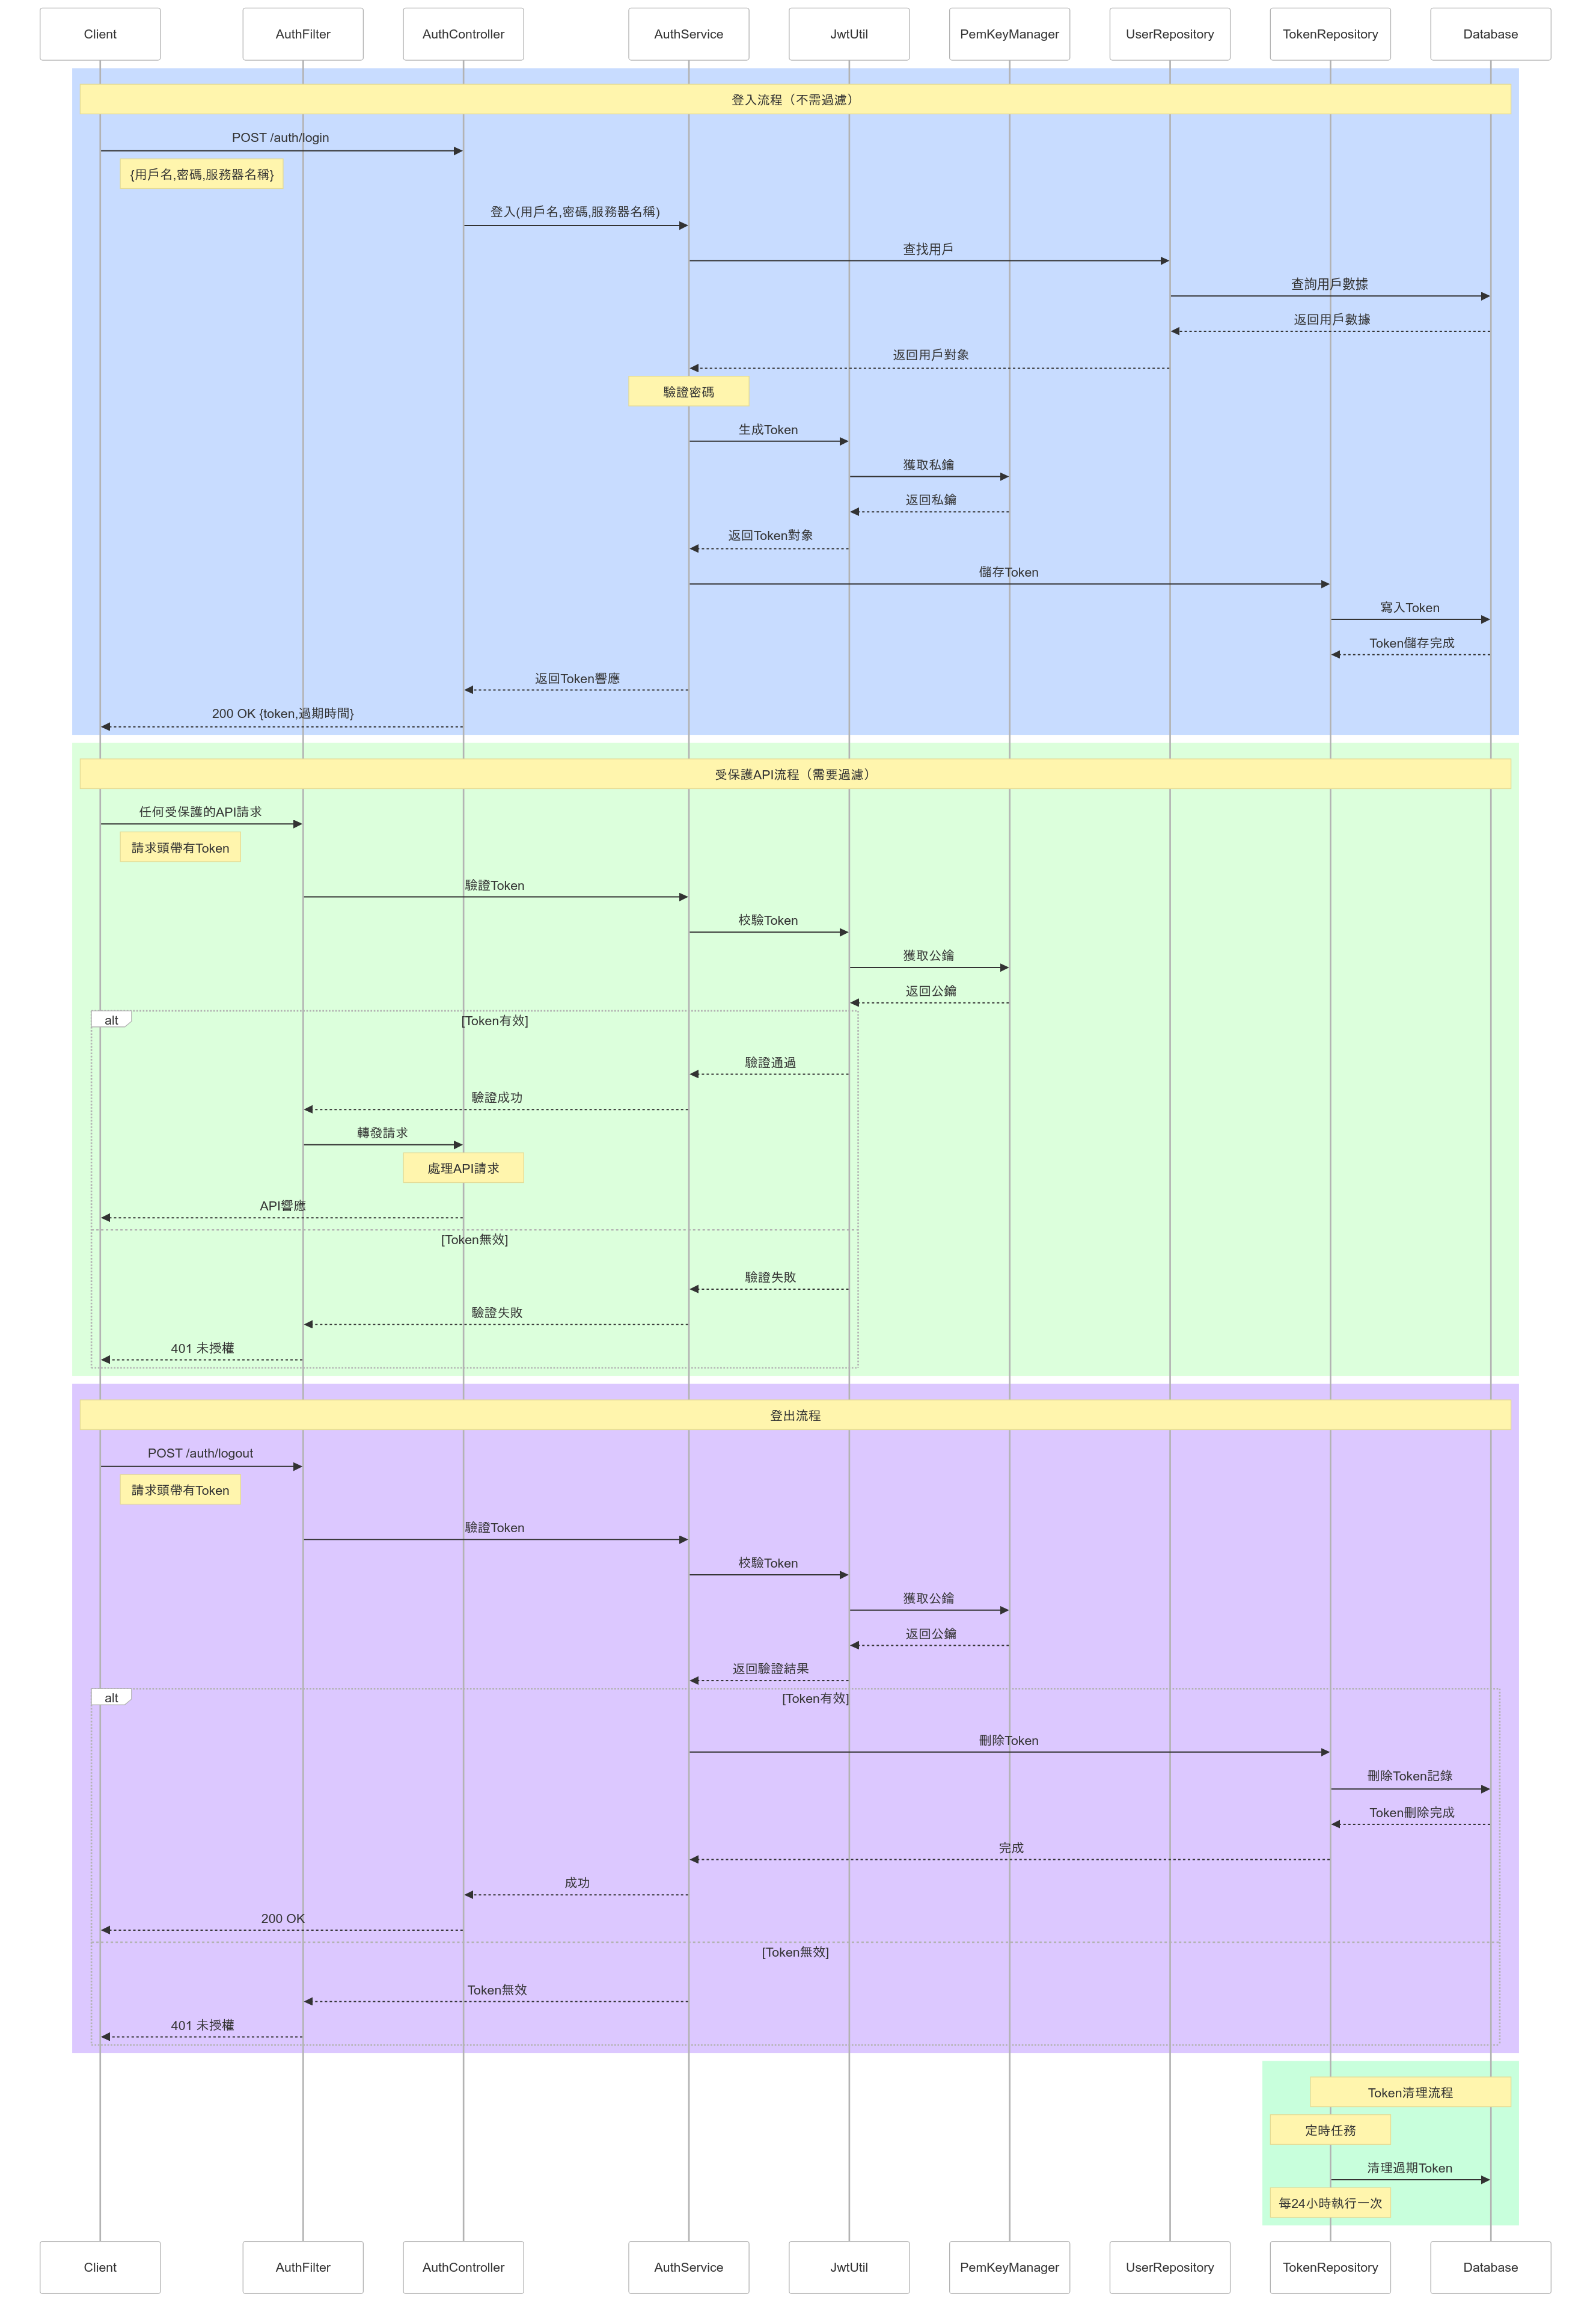 Client
AuthFilter
AuthController
AuthService
JwtUtil
PemKeyManager
UserRepository
TokenRepository
Database
登入流程（不需過濾）
POST /auth/login
{用戶名,密碼,服務器名稱}
登入(用戶名,密碼,服務器名稱)
查找用戶
查詢用戶數據
返回用戶數據
返回用戶對象
驗證密碼
生成Token
獲取私鑰
返回私鑰
返回Token對象
儲存Token
寫入Token
Token儲存完成
返回Token響應
200 OK {token,過期時間}
受保護API流程（需要過濾）
任何受保護的API請求
請求頭帶有Token
驗證Token
校驗Token
獲取公鑰
返回公鑰
alt
[Token有效]
驗證通過
驗證成功
轉發請求
處理API請求
API響應
[Token無效]
驗證失敗
驗證失敗
401 未授權
登出流程
POST /auth/logout
請求頭帶有Token
驗證Token
校驗Token
獲取公鑰
返回公鑰
返回驗證結果
alt
[Token有效]
刪除Token
刪除Token記錄
Token刪除完成
完成
成功
200 OK
[Token無效]
Token無效
401 未授權
Token清理流程
定時任務
清理過期Token
每24小時執行一次
Client
AuthFilter
AuthController
AuthService
JwtUtil
PemKeyManager
UserRepository
TokenRepository
Database